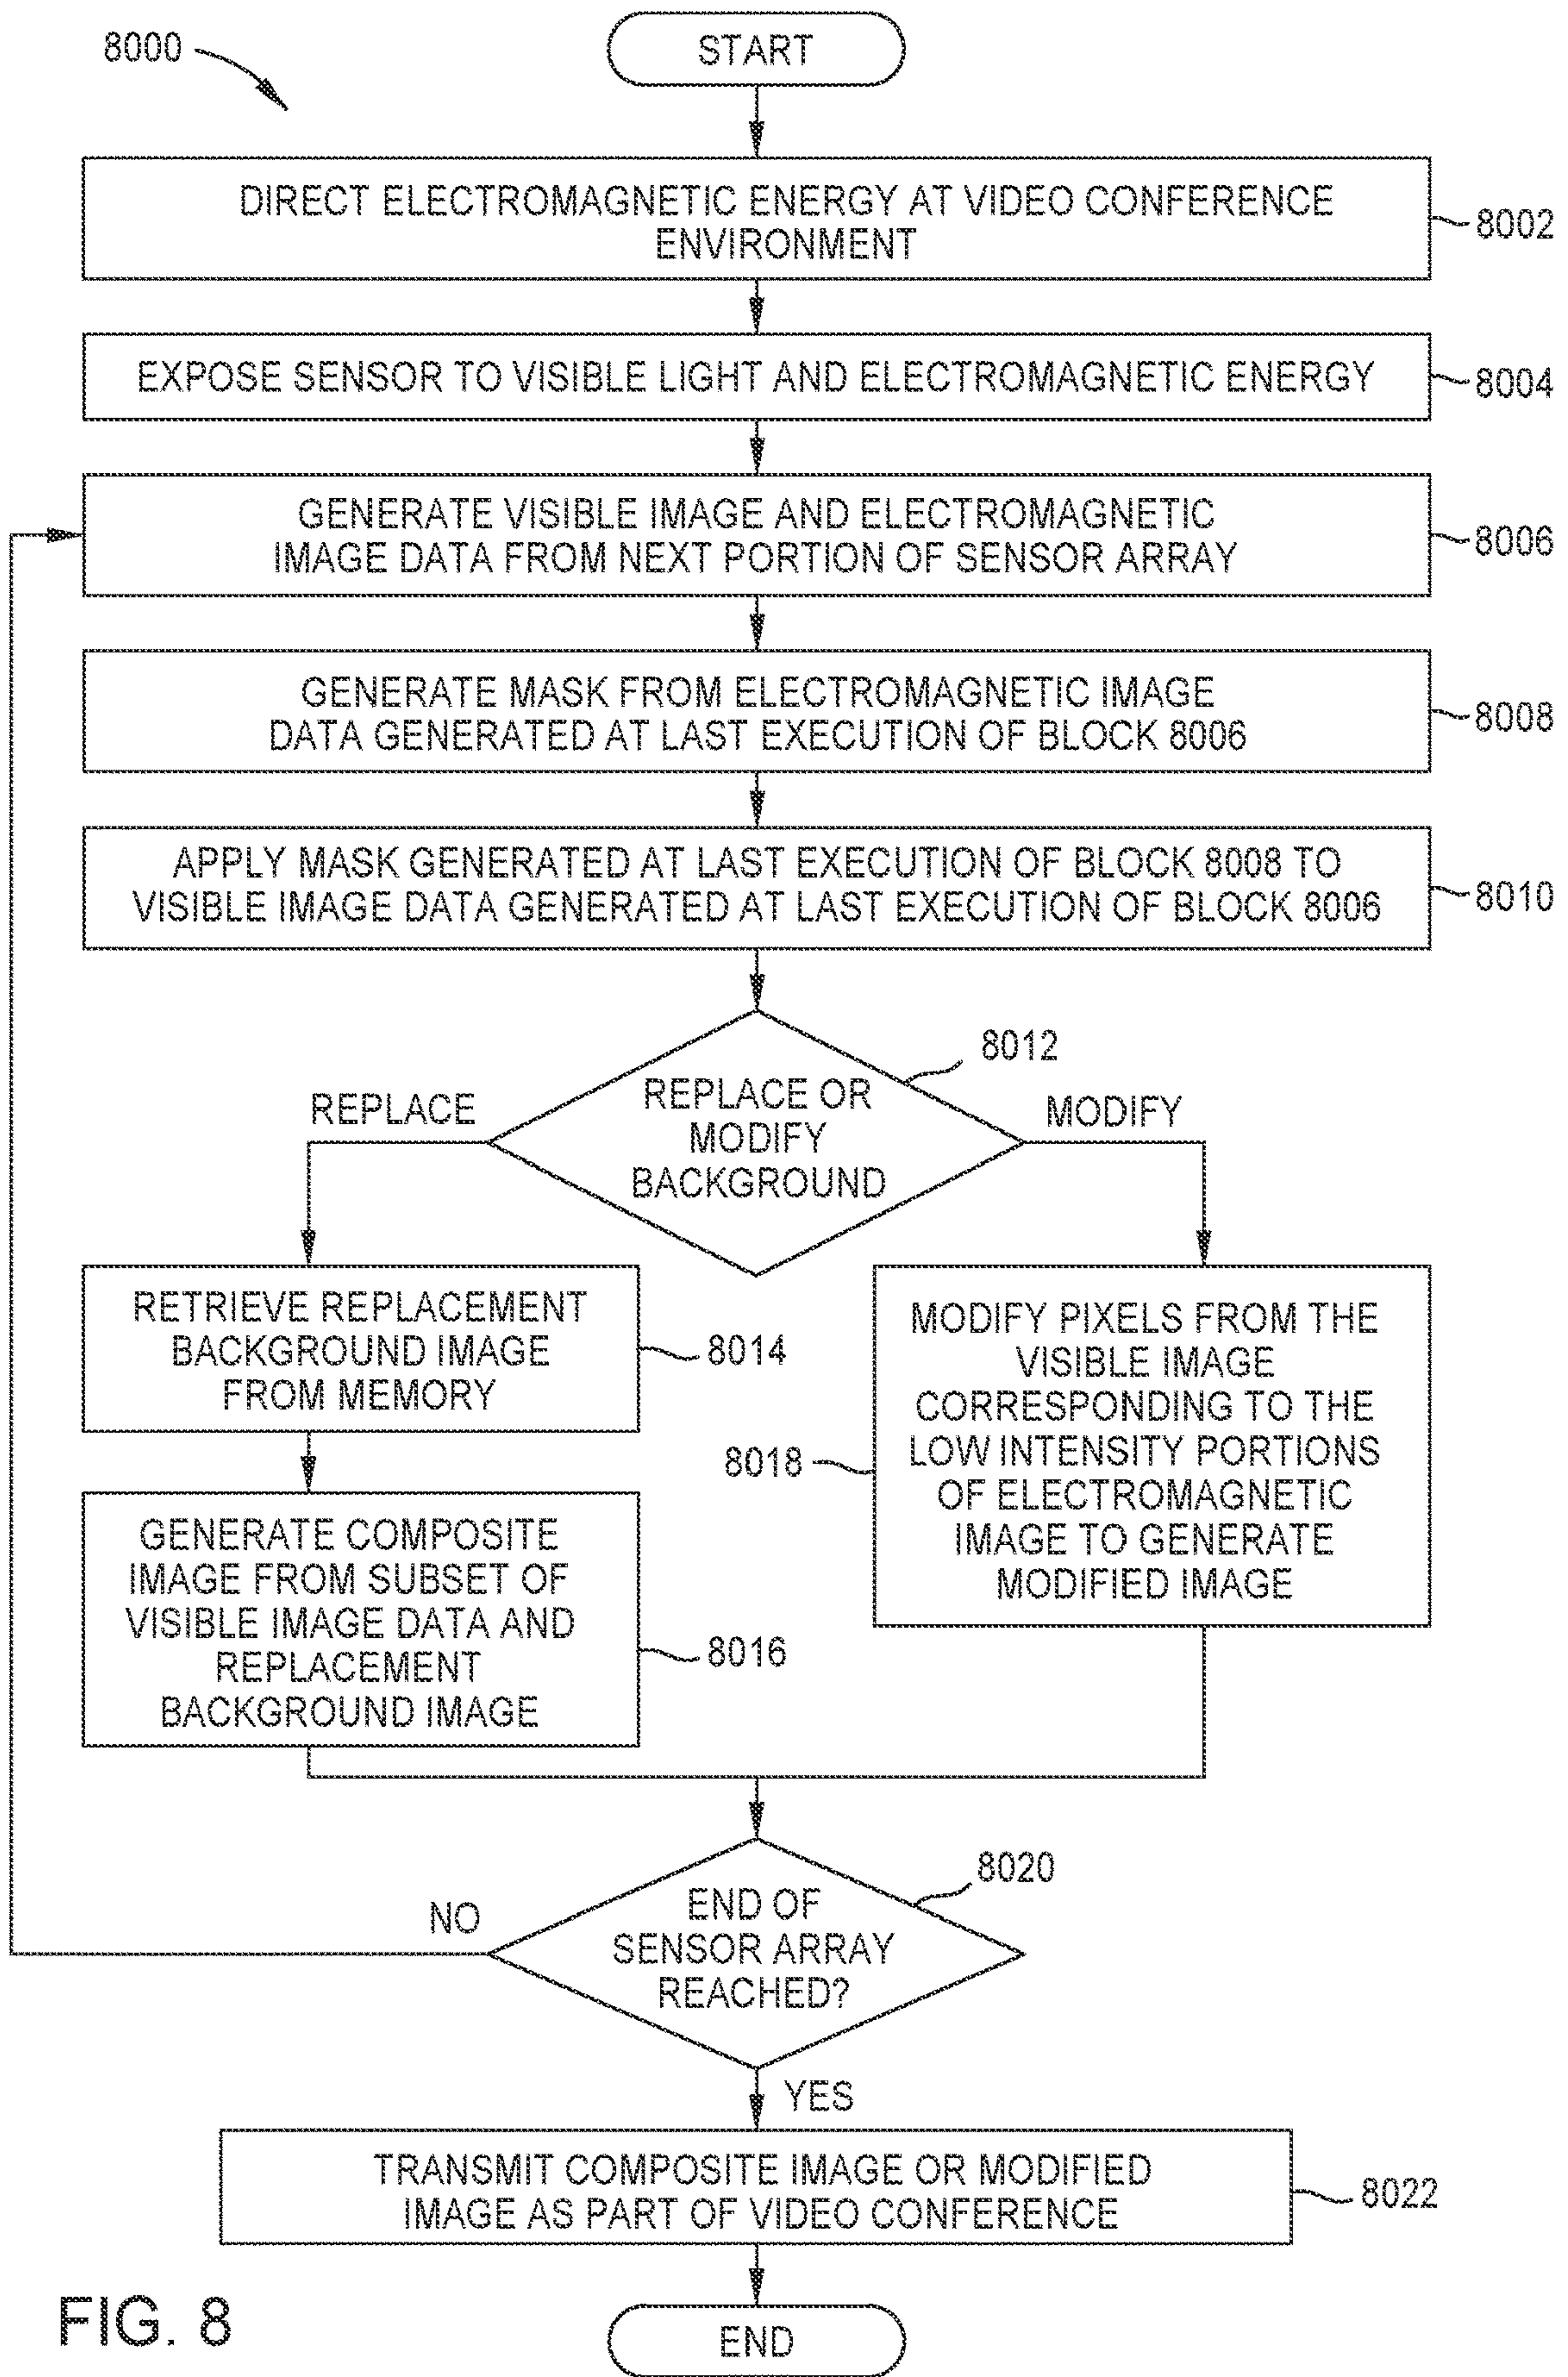 8000
START
DIRECT ELECTROMAGNETIC ENERGY AT VIDEO CONFERENCE
ENVIRONMENT
8002
EXPOSE SENSOR TO VISIBLE LIGHT AND ELECTROMAGNETIC ENERGY
8004
GENERATE VISIBLE IMAGE AND ELECTROMAGNETIC
IMAGE DATA FROM NEXT PORTION OF SENSOR ARRAY
8006
GENERATE MASK FROM ELECTROMAGNETIC IMAGE
DATA GENERATED AT LAST EXECUTION OF BLOCK 8006
8008
APPLY MASK GENERATED AT LAST EXECUTION OF BLOCK 8008 TO
VISIBLE IMAGE DATA GENERATED AT LAST EXECUTION OF BLOCK 8006
8010
8012
REPLACE OR
MODIFY
BACKGROUND
REPLACE
MODIFY
RETRIEVE REPLACEMENT
BACKGROUND IMAGE
FROM MEMORY
8014
GENERATE COMPOSITE
IMAGE FROM SUBSET OF
VISIBLE IMAGE DATA AND
REPLACEMENT
BACKGROUND IMAGE
8016
MODIFY PIXELS FROM THE
VISIBLE IMAGE
CORRESPONDING TO THE
LOW INTENSITY PORTIONS
OF ELECTROMAGNETIC
IMAGE TO GENERATE
MODIFIED IMAGE
8018
8020
END OF
SENSOR ARRAY
REACHED?
NO
YES
TRANSMIT COMPOSITE IMAGE OR MODIFIED
IMAGE AS PART OF VIDEO CONFERENCE
8022
END
FIG. 8